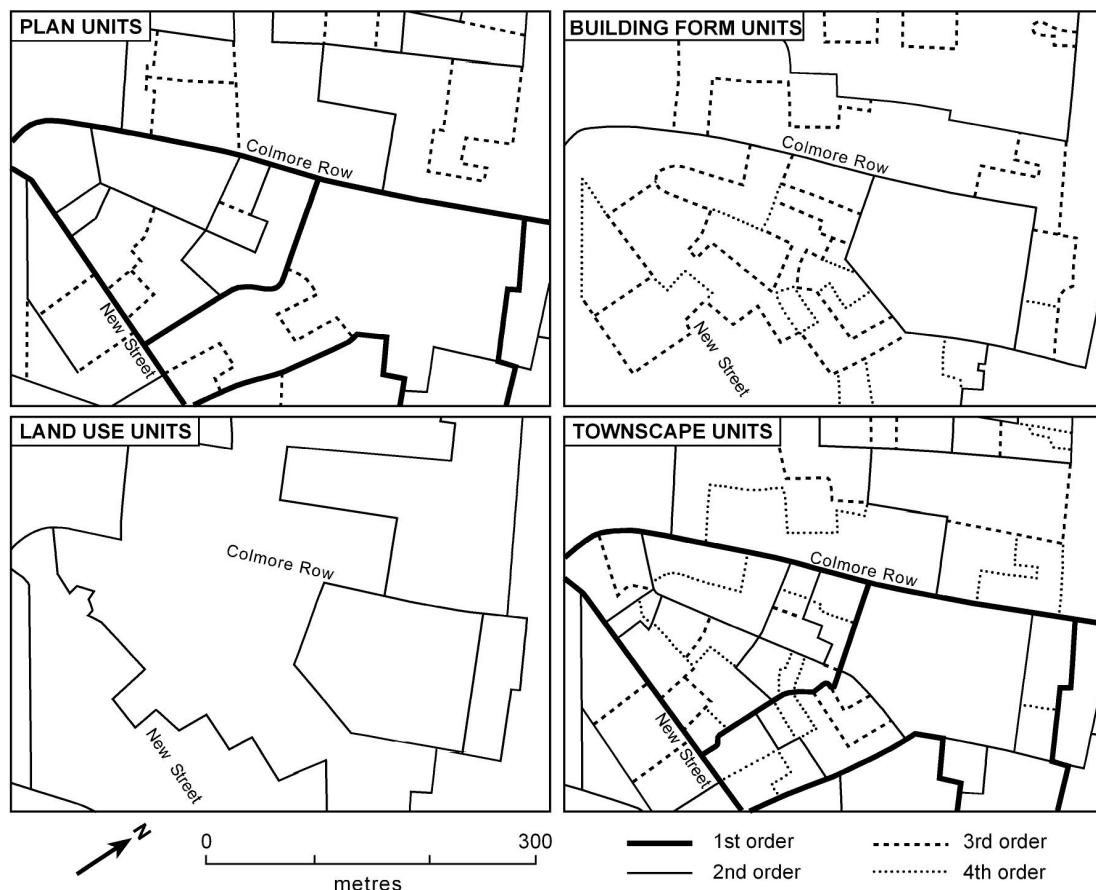 PLAN UNITS
Colmore Row
New Street
BUILDING FORM UNITS
Colmore Row
New Street
LAND USE UNITS
Colmore Row
New Street
TOWNSCAPE UNITS
Colmore Row
New Street
N
0 300
metres
1st order
2nd order
3rd order
4th order